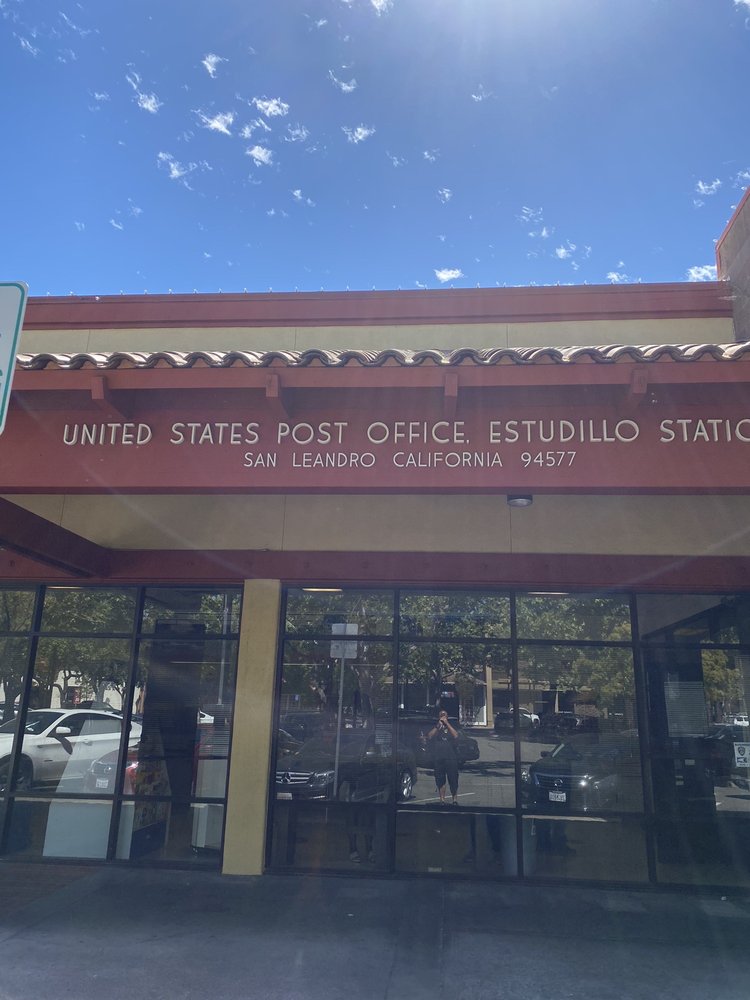 UNITED STATES POST OFFICE, ESTUDILLO STATIO
SAN LEANDRO CALIFORNIA 94577